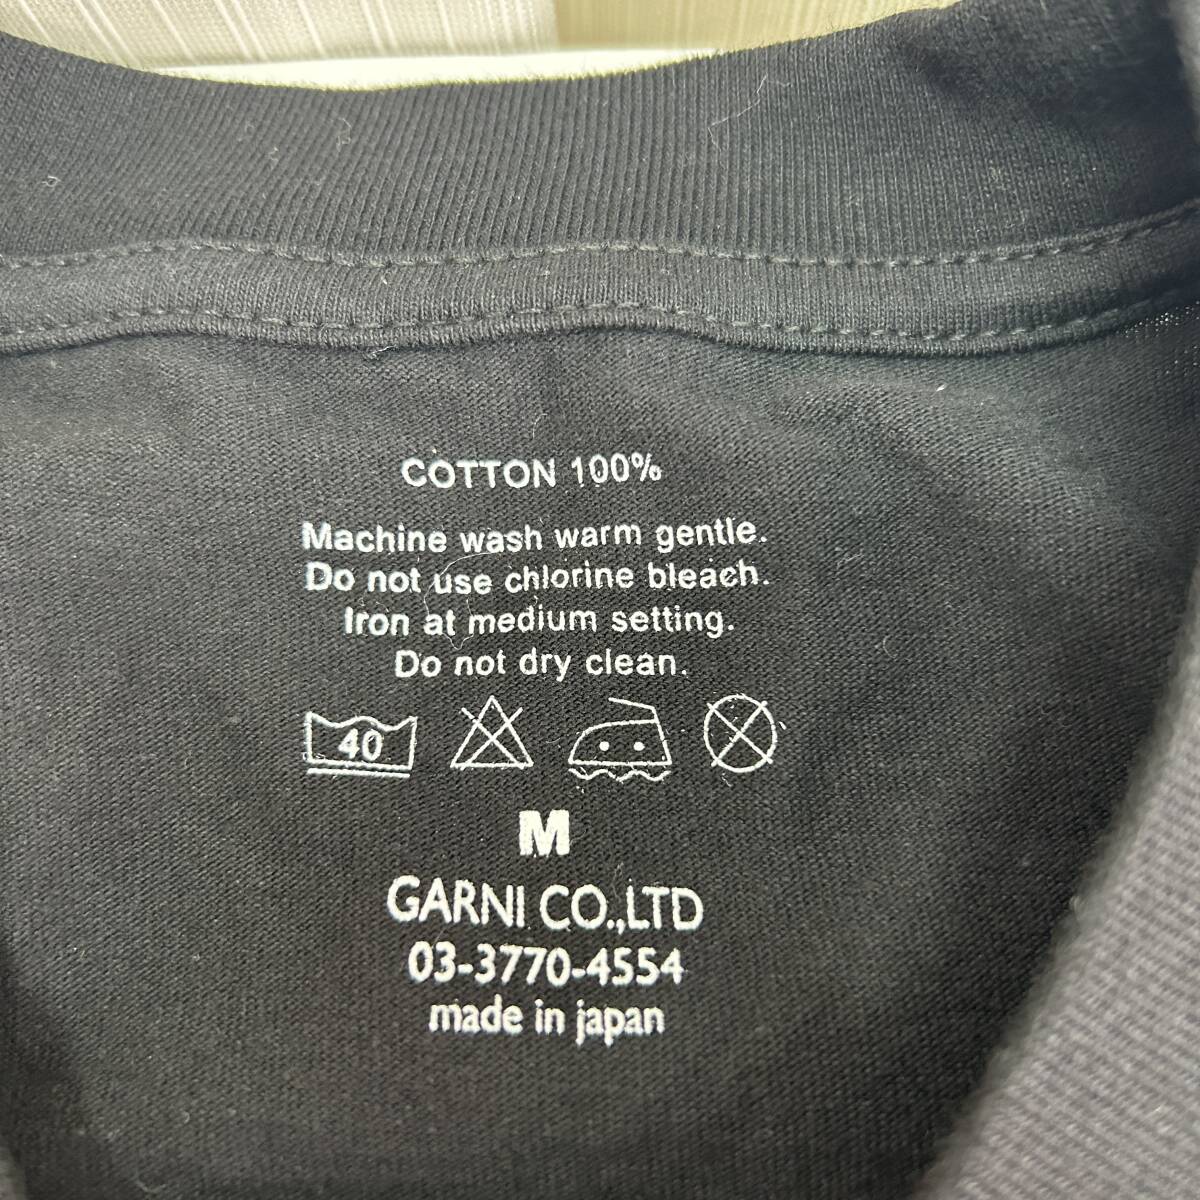 COTTON 100%
Machine wash warm gentle.
Do not use chlorine bleach.
Iron at medium setting.
Do not dry clean.
40
M
GARNI CO.,LTD
03-3770-4554
made in japan